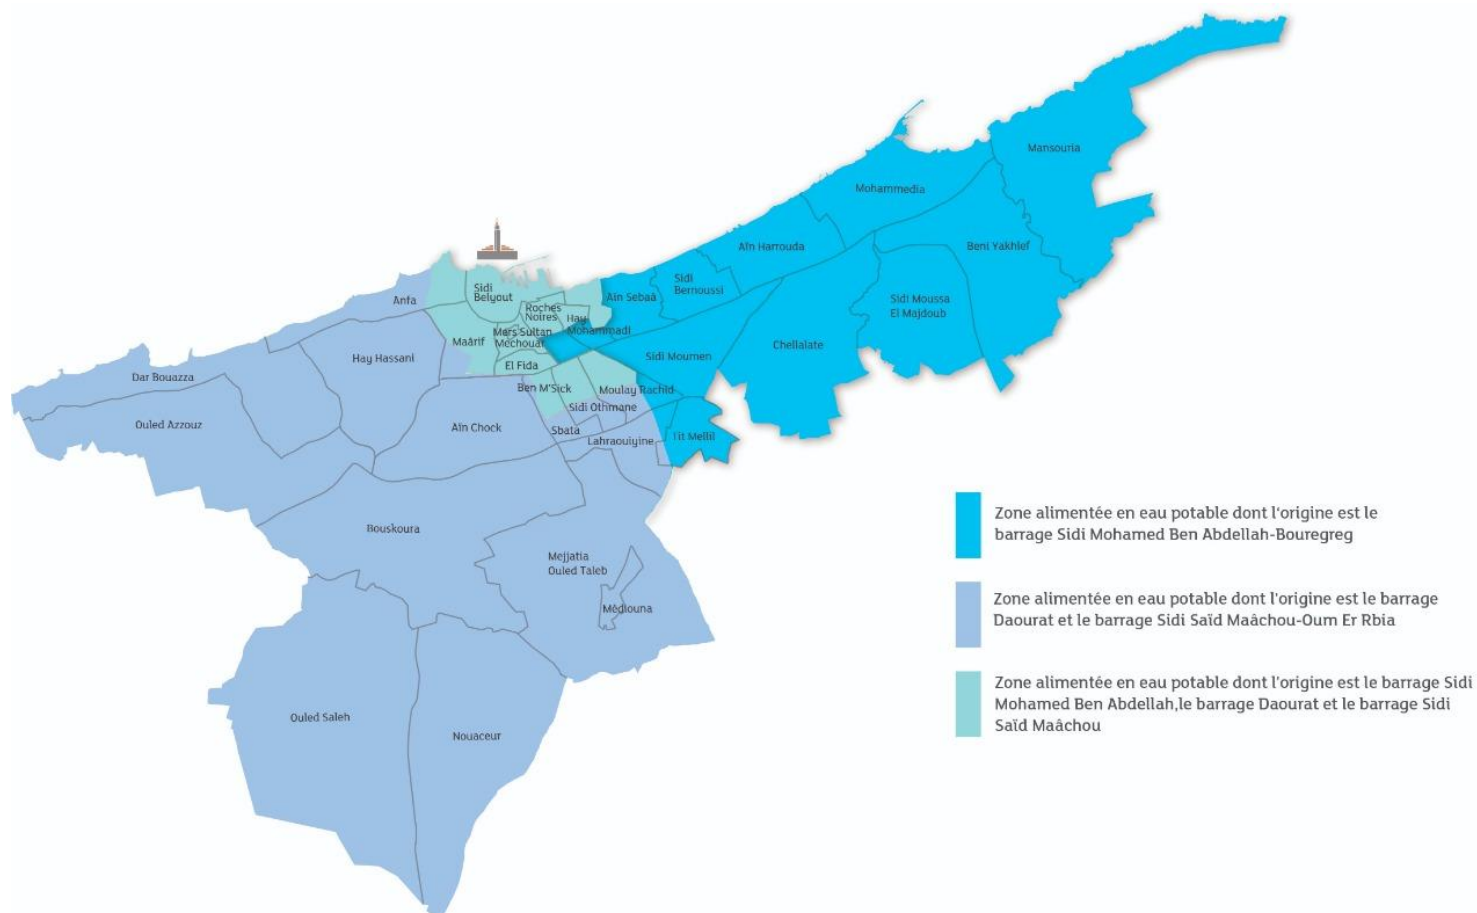 Mansouria
Mohammedia
Beni Yakhlef
Aïn Harrouda
Sidi
Bernoussi
Aïn Sebaâ
Sidi Moussa
El Majdoub
Chellalate
Sidi Moumen
Tit Mellil
Anfa
Sidi
Belyout
Roches
Noires
Hay
Mohammadi
Mers Sultan
Méchouar
Maârif
El Fida
Hay Hassani
Dar Bouazza
Ouled Azzouz
Ben M'Sick
Moulay Rachid
Sidi Othmane
Aïn Chock
Sbata
Lahraouiyine
Bouskoura
Mejjatia
Ouled Taleb
Médiouna
Ouled Saleh
Nouaceur
Zone alimentée en eau potable dont l'origine est le
barrage Sidi Mohamed Ben Abdellah-Bouregreg
Zone alimentée en eau potable dont l'origine est le barrage
Daourat et le barrage Sidi Saïd Maâchou-Oum Er Rbia
Zone alimentée en eau potable dont l'origine est le barrage Sidi
Mohamed Ben Abdellah,le barrage Daourat et le barrage Sidi
Saïd Maâchou